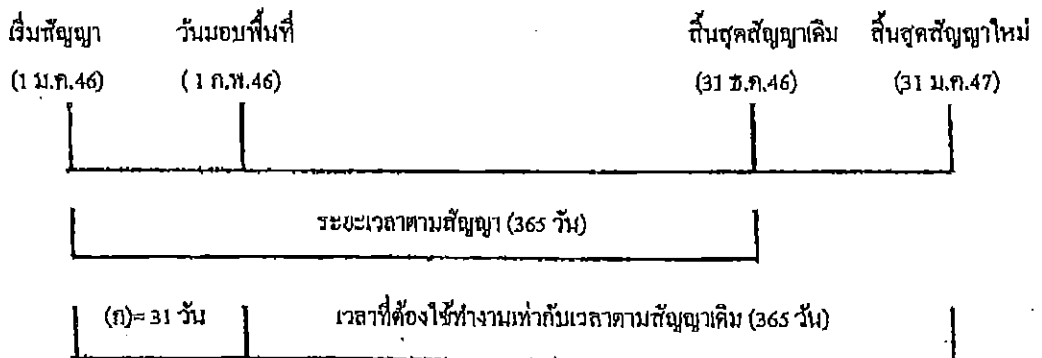 เริ่มสัญญา วันมอบพื้นที่ สิ้นสุดสัญญาเดิม สิ้นสุดสัญญาใหม่
(1 ม.ค.46) ( 1 ก.พ.46) (31 ธ.ค.46) (31 ม.ค.47)
ระยะเวลาตามสัญญา (365 วัน)
(ก)= 31 วัน เวลาที่ต้องใช้ทำงานเท่ากับเวลาตามสัญญาเดิม (365 วัน)